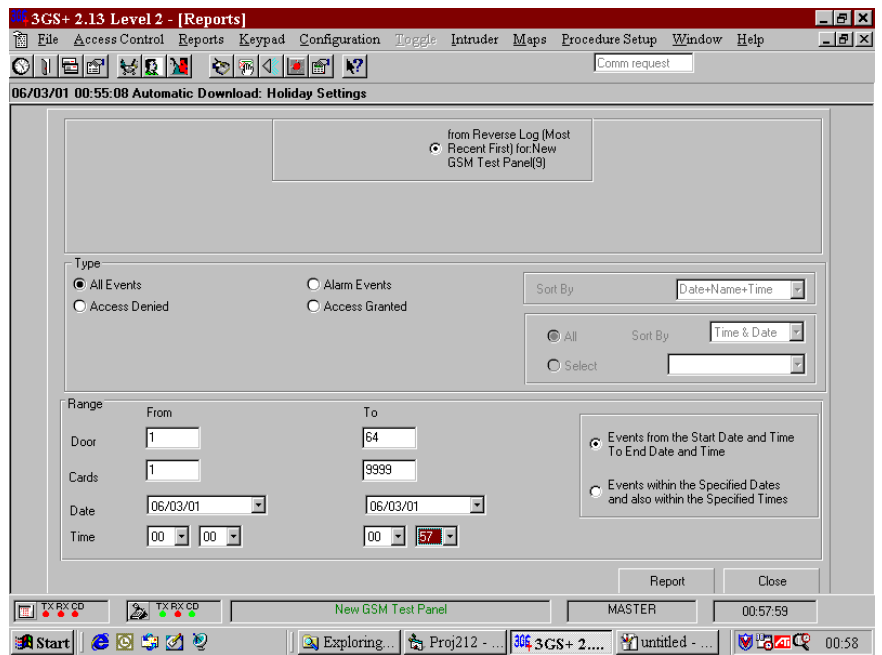 3GS+ 2.13 Level 2 - [Reports]
File Access Control Reports Keypad Configuration Toggle Intruder Maps Procedure Setup Window Help
Comm request
06/03/01 00:55:08 Automatic Download: Holiday Settings
from Reverse Log (Most
Recent First) for:New
GSM Test Panel(9)
Type
All Events
Alarm Events
Access Denied
Access Granted
Sort By
Date+Name+Time
All
Sort By
Time & Date
Select
Range
From
To
Door
1
64
Cards
1
9999
Date
06/03/01
06/03/01
Time
00
00
00
57
Events from the Start Date and Time
To End Date and Time
Events within the Specified Dates
and also within the Specified Times
Report
Close
TX RX CD
TX RX CD
New GSM Test Panel
MASTER
00:57:59
Start
Exploring...
Proj212 - ...
3GS+ 2....
untitled - ...
00:58